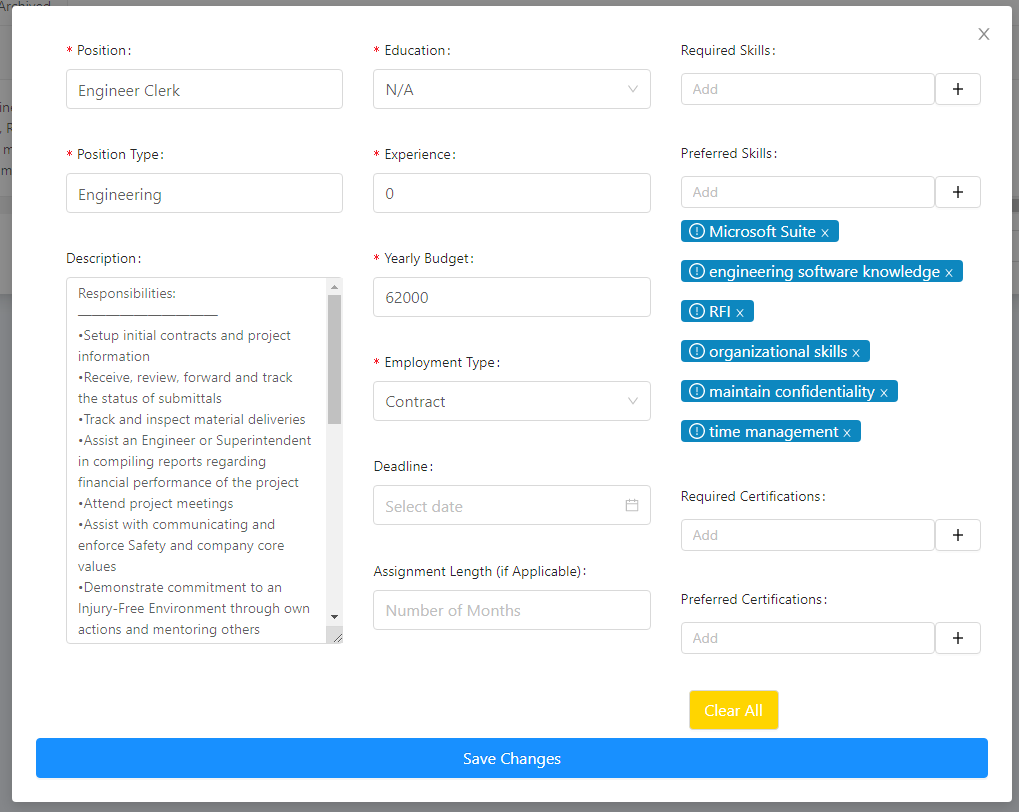 Archived
* Position:
Engineer Clerk
* Position Type:
Engineering
Description:
Responsibilities:
____________________
•Setup initial contracts and project
information
•Receive, review, forward and track
the status of submittals
•Track and inspect material deliveries
•Assist an Engineer or Superintendent
in compiling reports regarding
financial performance of the project
•Attend project meetings
•Assist with communicating and
enforce Safety and company core
values
•Demonstrate commitment to an
Injury-Free Environment through own
actions and mentoring others
* Education:
N/A
* Experience:
0
* Yearly Budget:
62000
* Employment Type:
Contract
Deadline:
Select date
Assignment Length (if Applicable):
Number of Months
Required Skills:
Add +
Preferred Skills:
Add +
Microsoft Suite x
engineering software knowledge x
RFI x
organizational skills x
maintain confidentiality x
time management x
Required Certifications:
Add +
Preferred Certifications:
Add +
Clear All
Save Changes